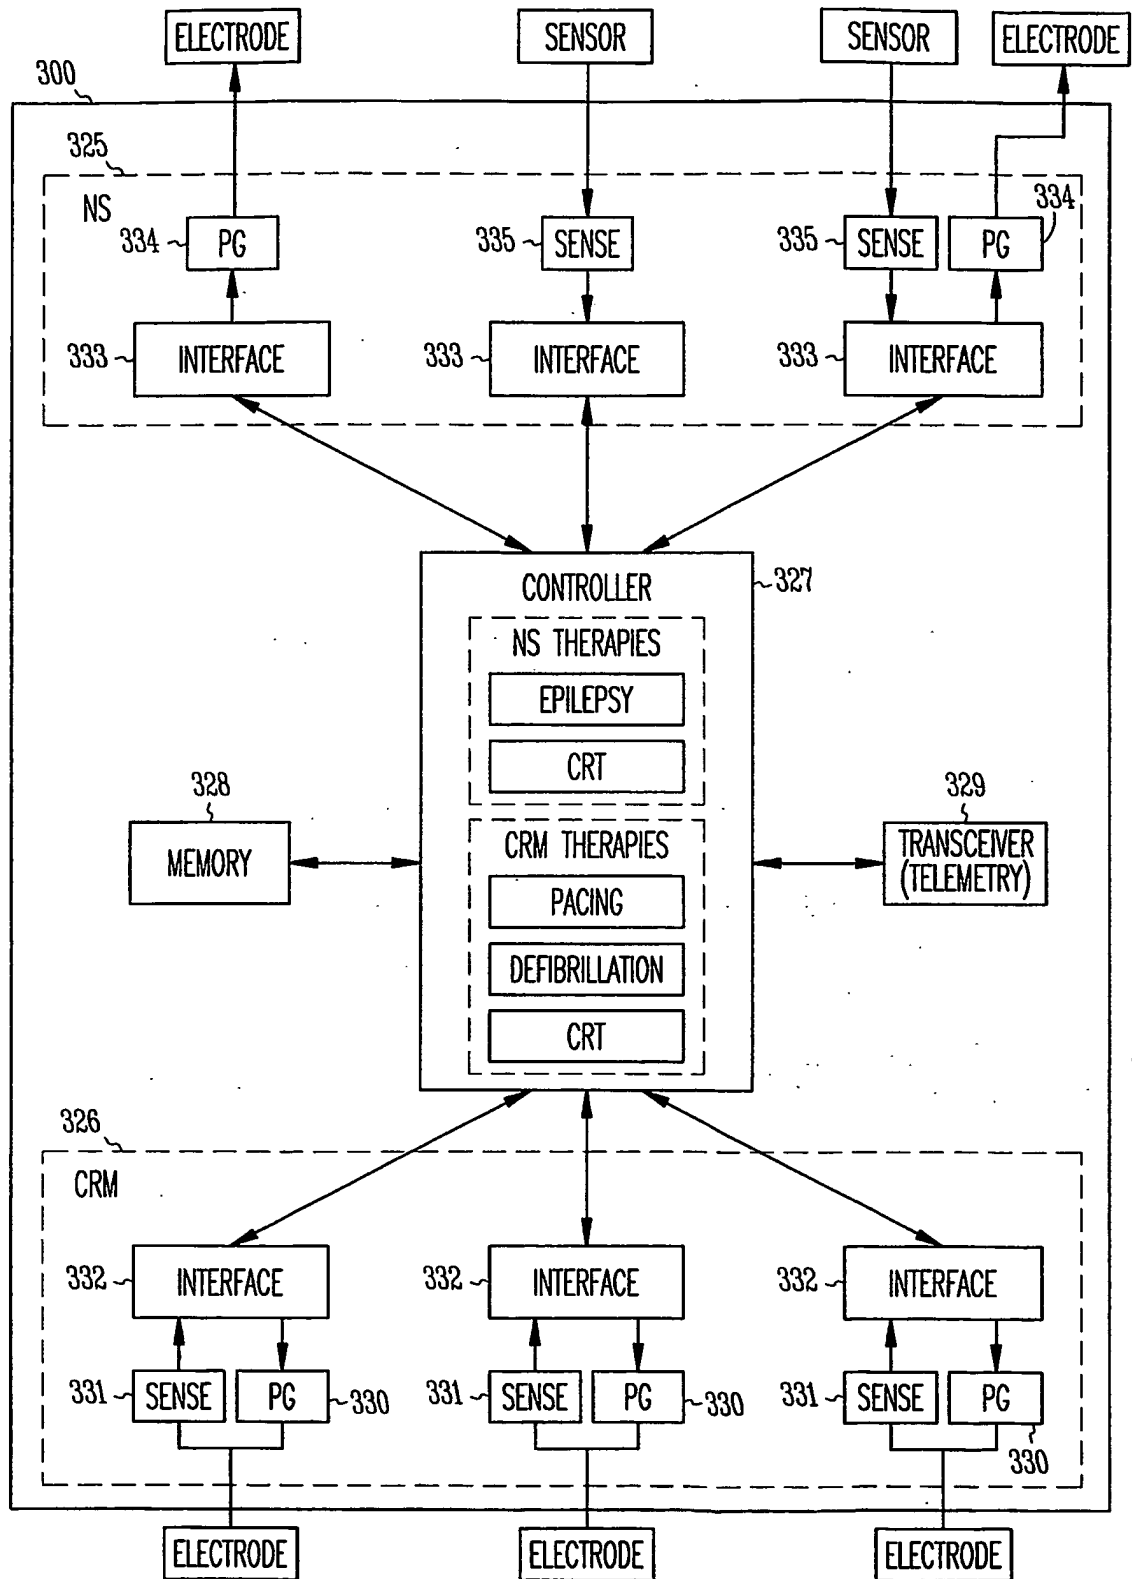 ELECTRODE
SENSOR
SENSOR
ELECTRODE
300
325
NS
334
PG
335
SENSE
335
SENSE
PG
334
333
INTERFACE
333
INTERFACE
333
INTERFACE
CONTROLLER
327
NS THERAPIES
EPILEPSY
CRT
328
MEMORY
329
TRANSCEIVER
(TELEMETRY)
CRM THERAPIES
PACING
DEFIBRILLATION
CRT
326
CRM
332
INTERFACE
332
INTERFACE
332
INTERFACE
331
SENSE
PG
330
331
SENSE
PG
330
331
SENSE
PG
330
ELECTRODE
ELECTRODE
ELECTRODE